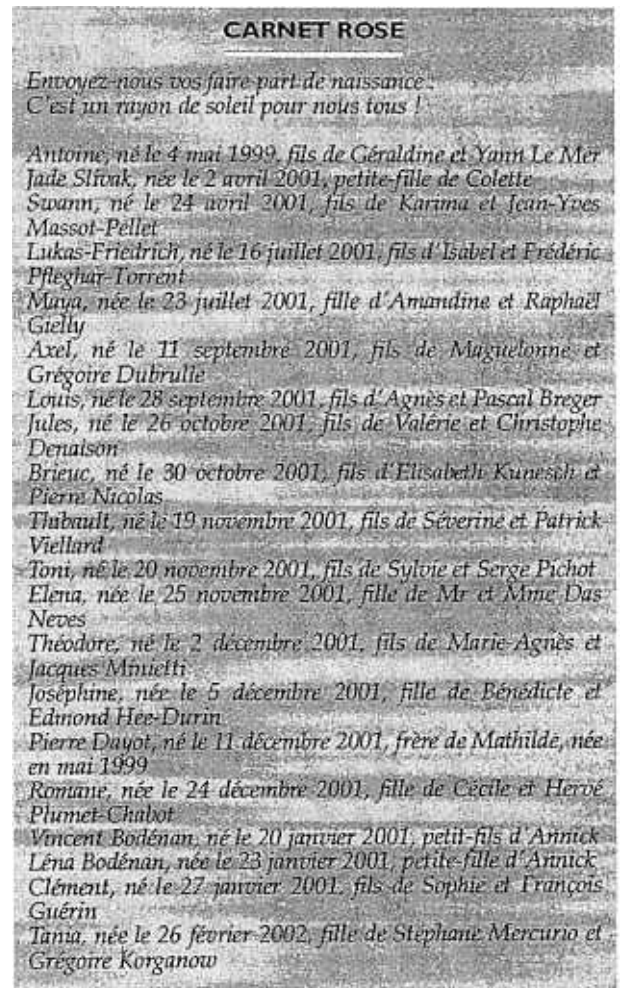 CARNET ROSE
Envoyez-nous vos faire part de naissance :
C'est un rayon de soleil pour nous tous !
Antoine, né le 4 mai 1999, fils de Géraldine et Yann Le Mer
Jade Slivak, née le 2 avril 2001, petite-fille de Colette
Swann, né le 24 avril 2001, fils de Karima et Jean-Yves
Massot-Pellet
Lukas-Friedrich, né le 16 juillet 2001, fils d'Isabel et Frédéric
Pfleghar-Torrent
Maya, née le 23 juillet 2001, fille d'Amandine et Raphaël
Gielly
Axel, né le 11 septembre 2001, fils de Maguelonne et
Grégoire Dubrulle
Louis, né le 28 septembre 2001, fils d'Agnès et Pascal Breger
Jules, né le 26 octobre 2001, fils de Valérie et Christophe
Denaison
Brieuc, né le 30 octobre 2001, fils d'Elisabeth Kunesch et
Pierre Nicolas
Thibault, né le 19 novembre 2001, fils de Séverine et Patrick
Viellard
Toni, né le 20 novembre 2001, fils de Sylvie et Serge Pichot
Elena, née le 25 novembre 2001, fille de Mr et Mme Das
Neves
Théodore, né le 2 décembre 2001, fils de Marie-Agnès et
Jacques Minietti
Joséphine, née le 5 décembre 2001, fille de Bénédicte et
Edmond Hee-Durin
Pierre Dayot, né le 11 décembre 2001, frère de Mathilde, née
en mai 1999
Romane, née le 24 décembre 2001, fille de Cécile et Hervé
Plumet-Chabot
Vincent Bodénan, né le 20 janvier 2001, petit-fils d'Annick
Léna Bodénan, née le 23 janvier 2001, petite-fille d'Annick
Clément, né le 27 janvier 2001, fils de Sophie et François
Guérin
Tania, née le 26 février 2002, fille de Stéphane Mercurio et
Grégoire Korganow